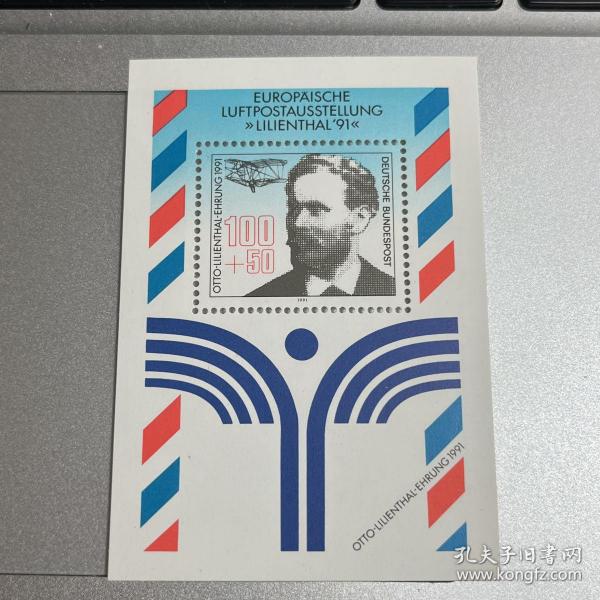 EUROPÄISCHE
LUFTPOSTAUSSTELLUNG
»LILIENTHAL'91«
OTTO-LILIENTHAL-EHRUNG 1991
100
+50
DEUTSCHE BUNDESPOST
1991
OTTO-LILIENTHAL-EHRUNG 1991
孔夫子旧书网
www.kongfz.com